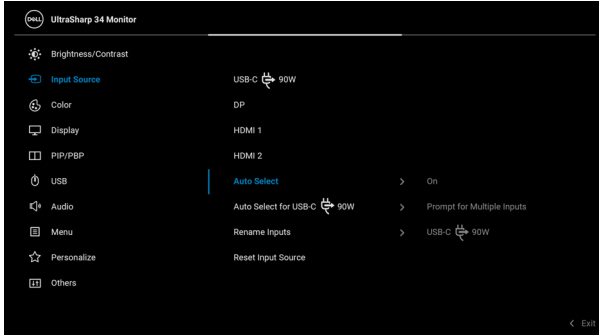 DELL UltraSharp 34 Monitor
Brightness/Contrast
Input Source USB-C 90W
Color DP
Display HDMI 1
PIP/PBP HDMI 2
USB Auto Select > On
Audio Auto Select for USB-C 90W > Prompt for Multiple Inputs
Menu Rename Inputs > USB-C 90W
Personalize Reset Input Source
Others
< Exit